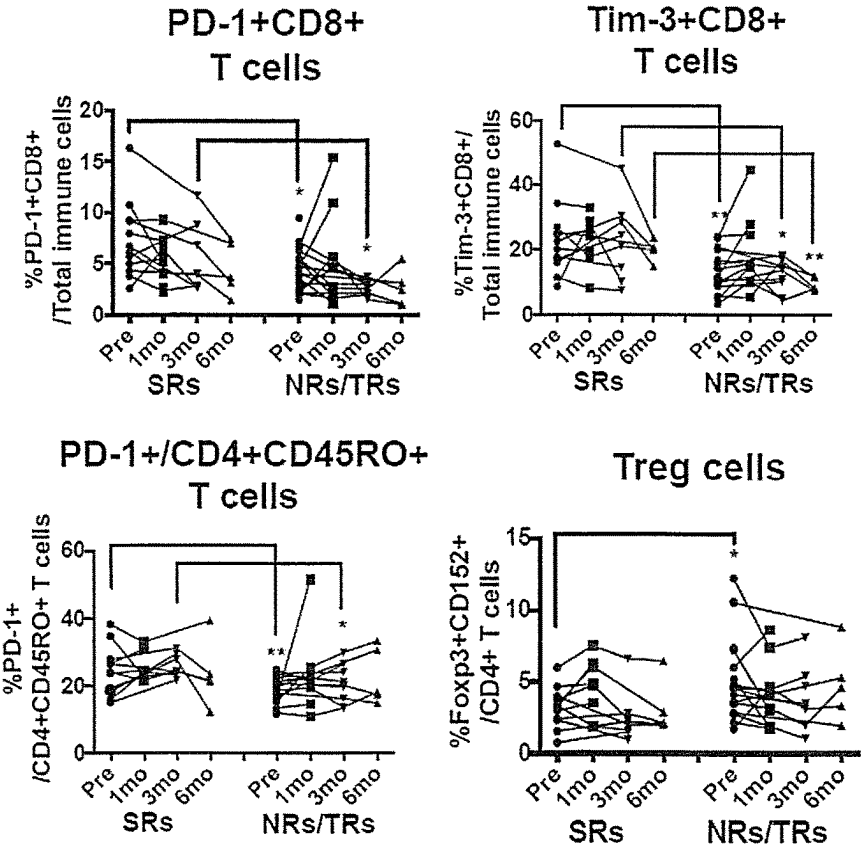 PD-1+CD8+
T cells
%PD-1+CD8+
/Total immune cells
20
15
10
5
0
*
*
Pre 1mo 3mo 6mo Pre 1mo 3mo 6mo
SRs NRs/TRs
Tim-3+CD8+
T cells
%Tim-3+CD8+/
Total immune cells
60
40
20
0
**
*
**
Pre 1mo 3mo 6mo Pre 1mo 3mo 6mo
SRs NRs/TRs
PD-1+/CD4+CD45RO+
T cells
%PD-1+
/CD4+CD45RO+ T cells
60
40
20
0
**
*
Pre 1mo 3mo 6mo Pre 1mo 3mo 6mo
SRs NRs/TRs
Treg cells
%Foxp3+CD152+
/CD4+ T cells
15
10
5
0
*
Pre 1mo 3mo 6mo Pre 1mo 3mo 6mo
SRs NRs/TRs